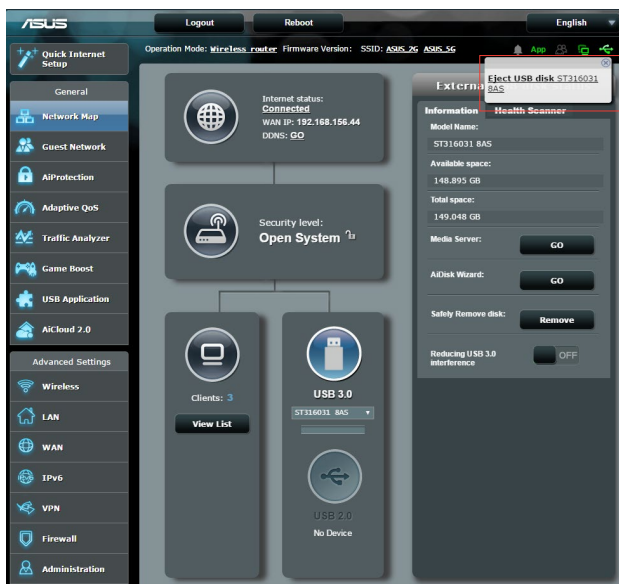 ASUS
Logout
Reboot
English
Quick Internet
Setup
Operation Mode: Wireless router Firmware Version: SSID: ASUS_2G ASUS_5G
App
General
Network Map
Guest Network
AiProtection
Adaptive QoS
Traffic Analyzer
Game Boost
USB Application
AiCloud 2.0
Advanced Settings
Wireless
LAN
WAN
IPv6
VPN
Firewall
Administration
Internet status:
Connected
WAN IP: 192.168.156.44
DDNS: GO
Security level:
Open System
Clients: 3
View List
USB 3.0
ST316031 8AS
USB 2.0
No Device
Eject USB disk ST316031
8AS
Externa
Information
Health Scanner
Model Name:
ST316031 8AS
Available space:
148.895 GB
Total space:
149.048 GB
Media Server:
GO
AiDisk Wizard:
GO
Safely Remove disk:
Remove
Reducing USB 3.0
interference
OFF